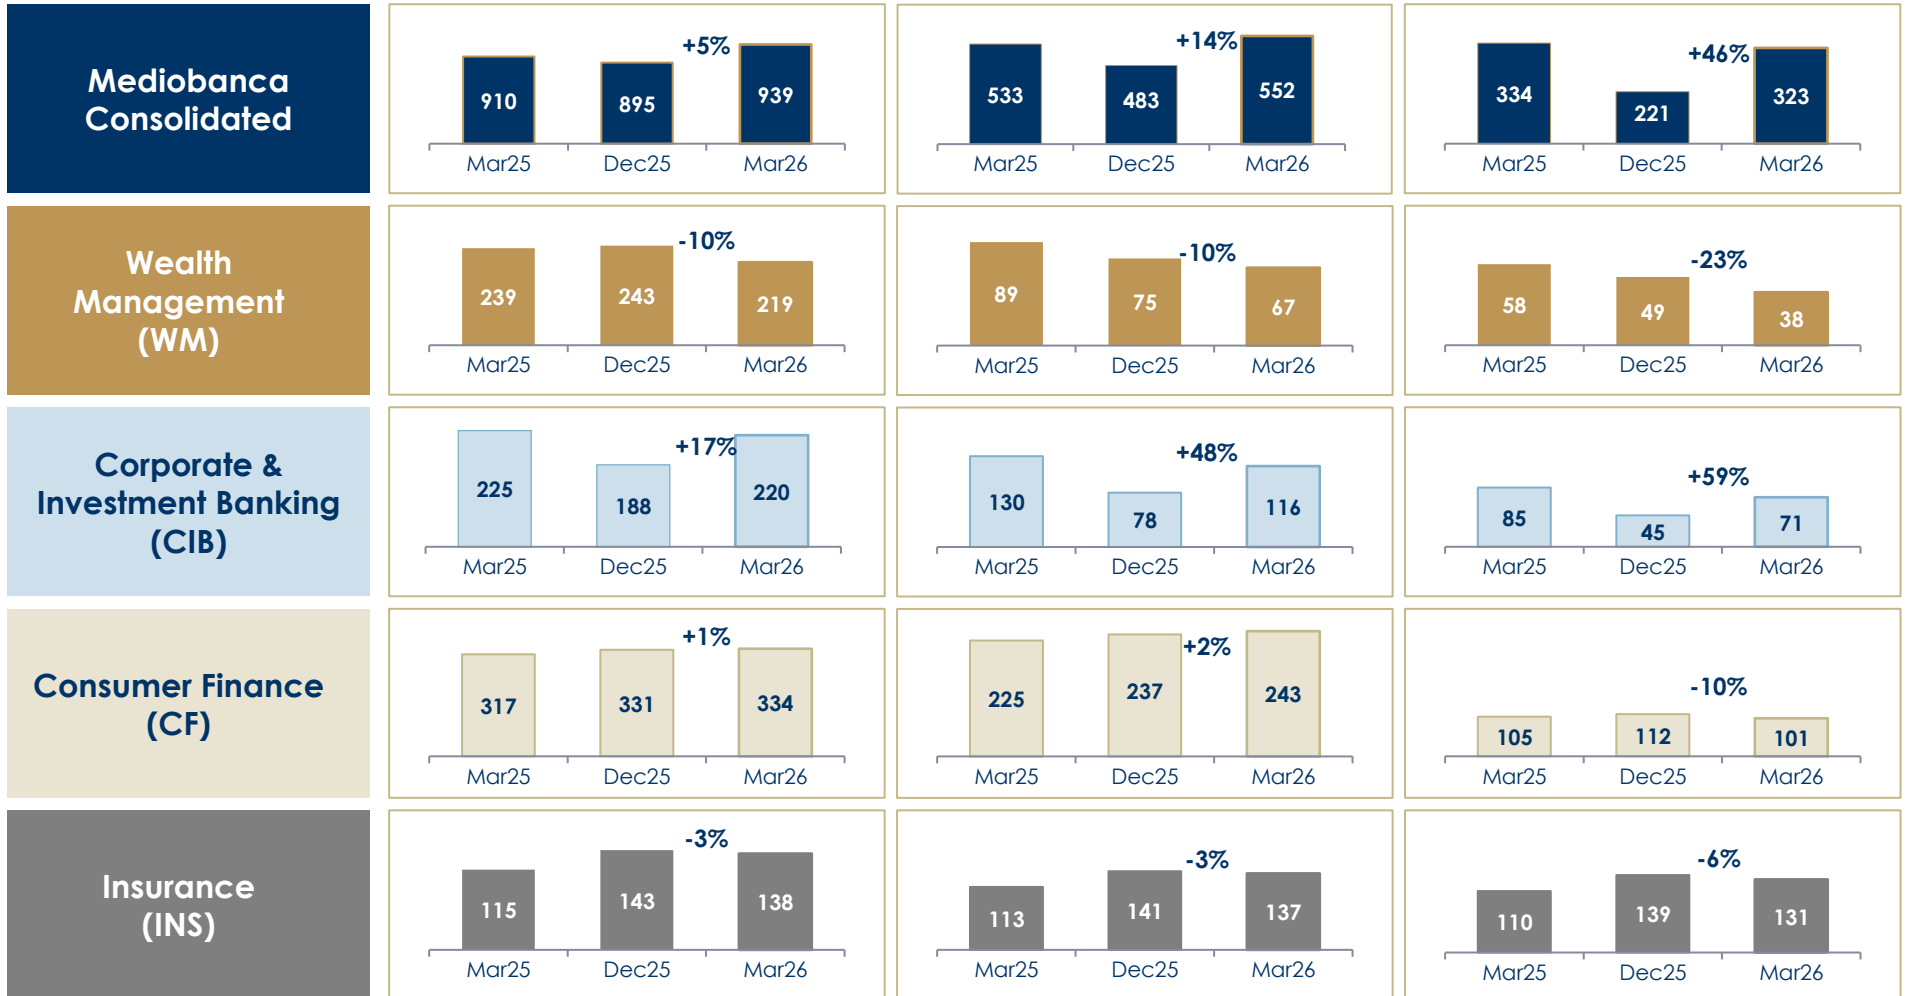 Mediobanca
Consolidated
+5%
910 895 939
Mar25 Dec25 Mar26
+14%
533 483 552
Mar25 Dec25 Mar26
+46%
334 221 323
Mar25 Dec25 Mar26
Wealth
Management
(WM)
-10%
239 243 219
Mar25 Dec25 Mar26
-10%
89 75 67
Mar25 Dec25 Mar26
-23%
58 49 38
Mar25 Dec25 Mar26
Corporate &
Investment Banking
(CIB)
+17%
225 188 220
Mar25 Dec25 Mar26
+48%
130 78 116
Mar25 Dec25 Mar26
+59%
85 45 71
Mar25 Dec25 Mar26
Consumer Finance
(CF)
+1%
317 331 334
Mar25 Dec25 Mar26
+2%
225 237 243
Mar25 Dec25 Mar26
-10%
105 112 101
Mar25 Dec25 Mar26
Insurance
(INS)
-3%
115 143 138
Mar25 Dec25 Mar26
-3%
113 141 137
Mar25 Dec25 Mar26
-6%
110 139 131
Mar25 Dec25 Mar26